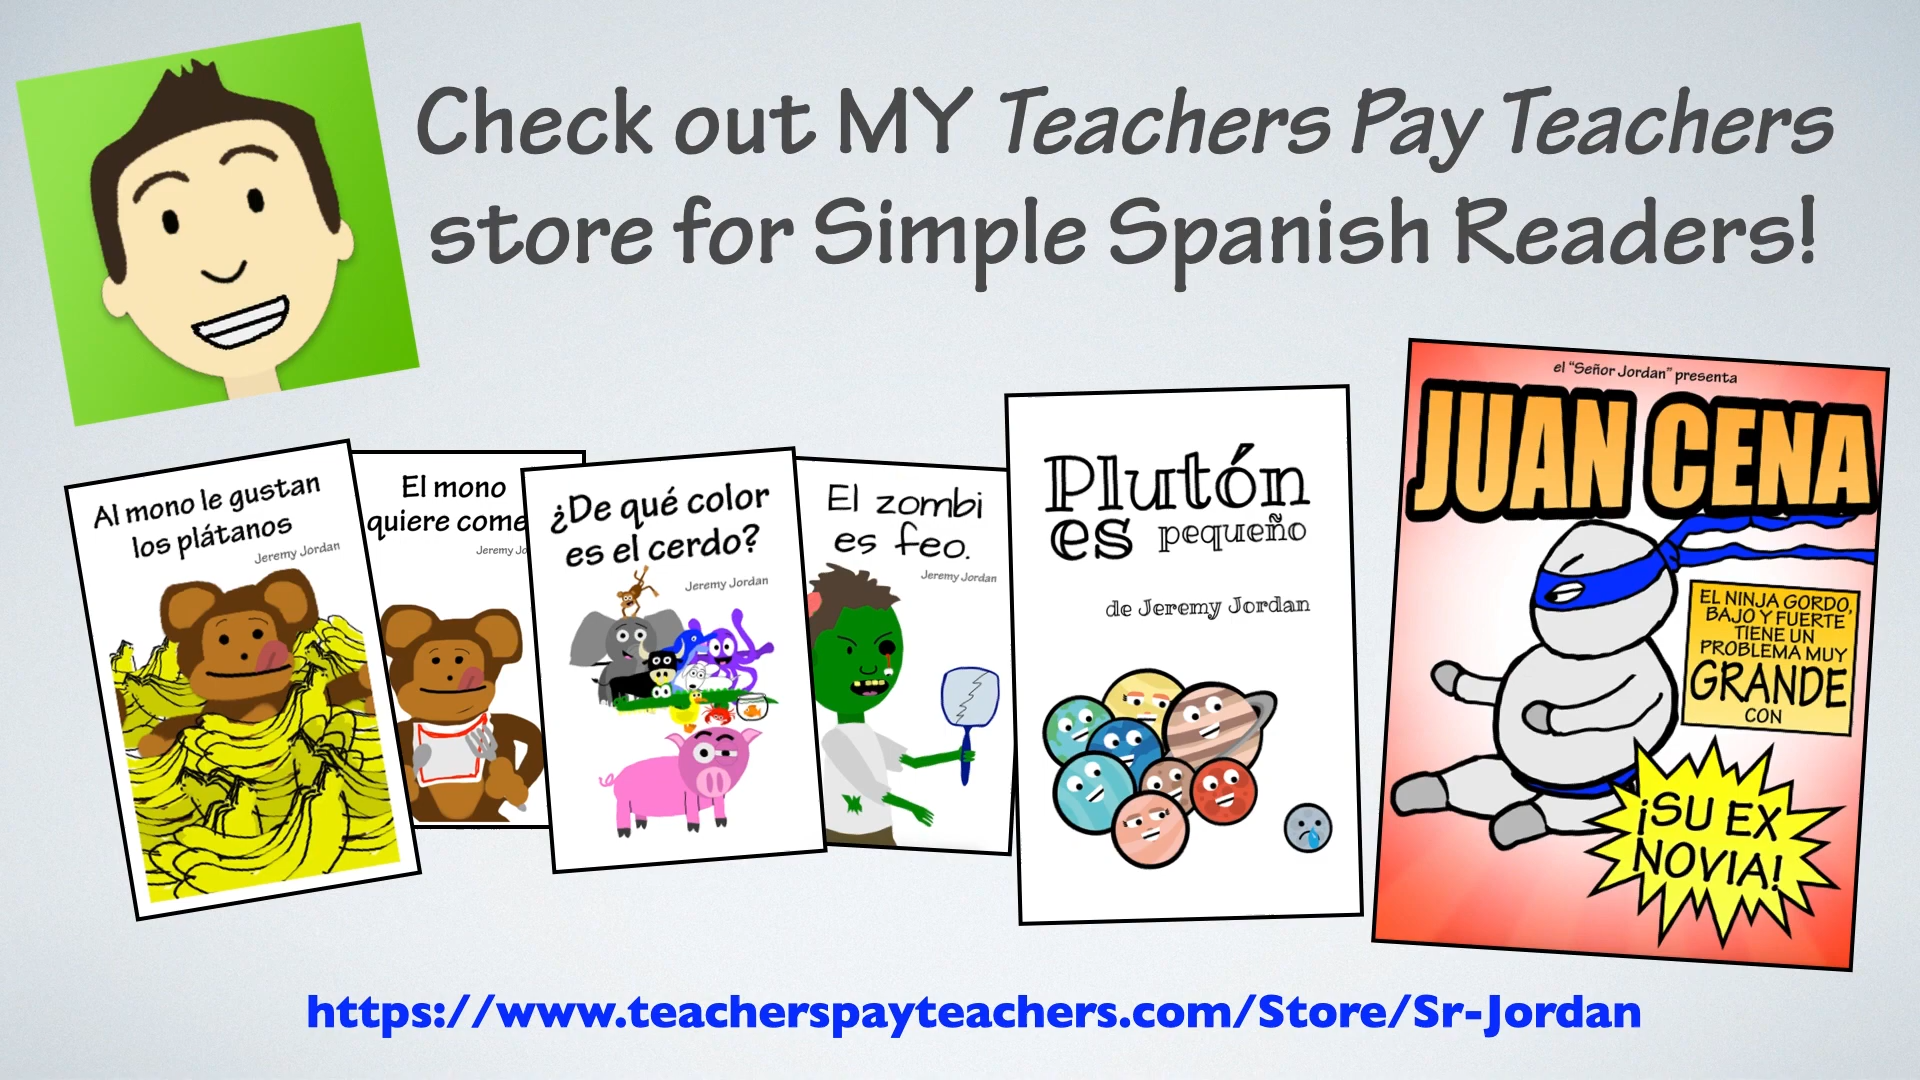 Check out MY Teachers Pay Teachers
store for Simple Spanish Readers!
Al mono le gustan
los plátanos
Jeremy Jordan
El mono
quiere come
Jeremy Jo
¿De qué color
es el cerdo?
Jeremy Jordan
El zombi
es feo.
Jeremy Jordan
Plutón
es pequeño
de Jeremy Jordan
el "Señor Jordan" presenta
JUAN CENA
EL NINJA GORDO,
BAJO Y FUERTE
TIENE UN
PROBLEMA MUY
GRANDE
CON
¡SU EX
NOVIA!
https://www.teacherspayteachers.com/Store/Sr-Jordan